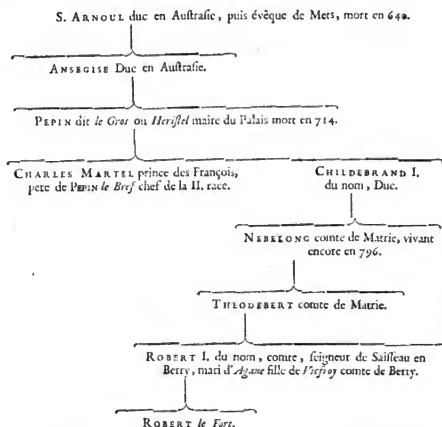 S. ARNOUL duc en Auſtraſie, puis évêque de Mets, mort en 640.
ANSEGISE Duc en Auſtraſie.
PEPIN dit le Gros ou Heriſtel maire du Palais mort en 714.
CHARLES MARTEL prince des François,
pere de PEPIN le Bref chef de la II. race.
CHILDEBRAND I.
du nom, Duc.
NEBELONG comte de Matrie, vivant
encore en 796.
THEODEBERT comte de Matrie.
ROBERT I. du nom, comte, ſeigneur de Saiſſeau en
Berry, mari d'Agane fille de Vicfroy comte de Berry.
ROBERT le Fort.